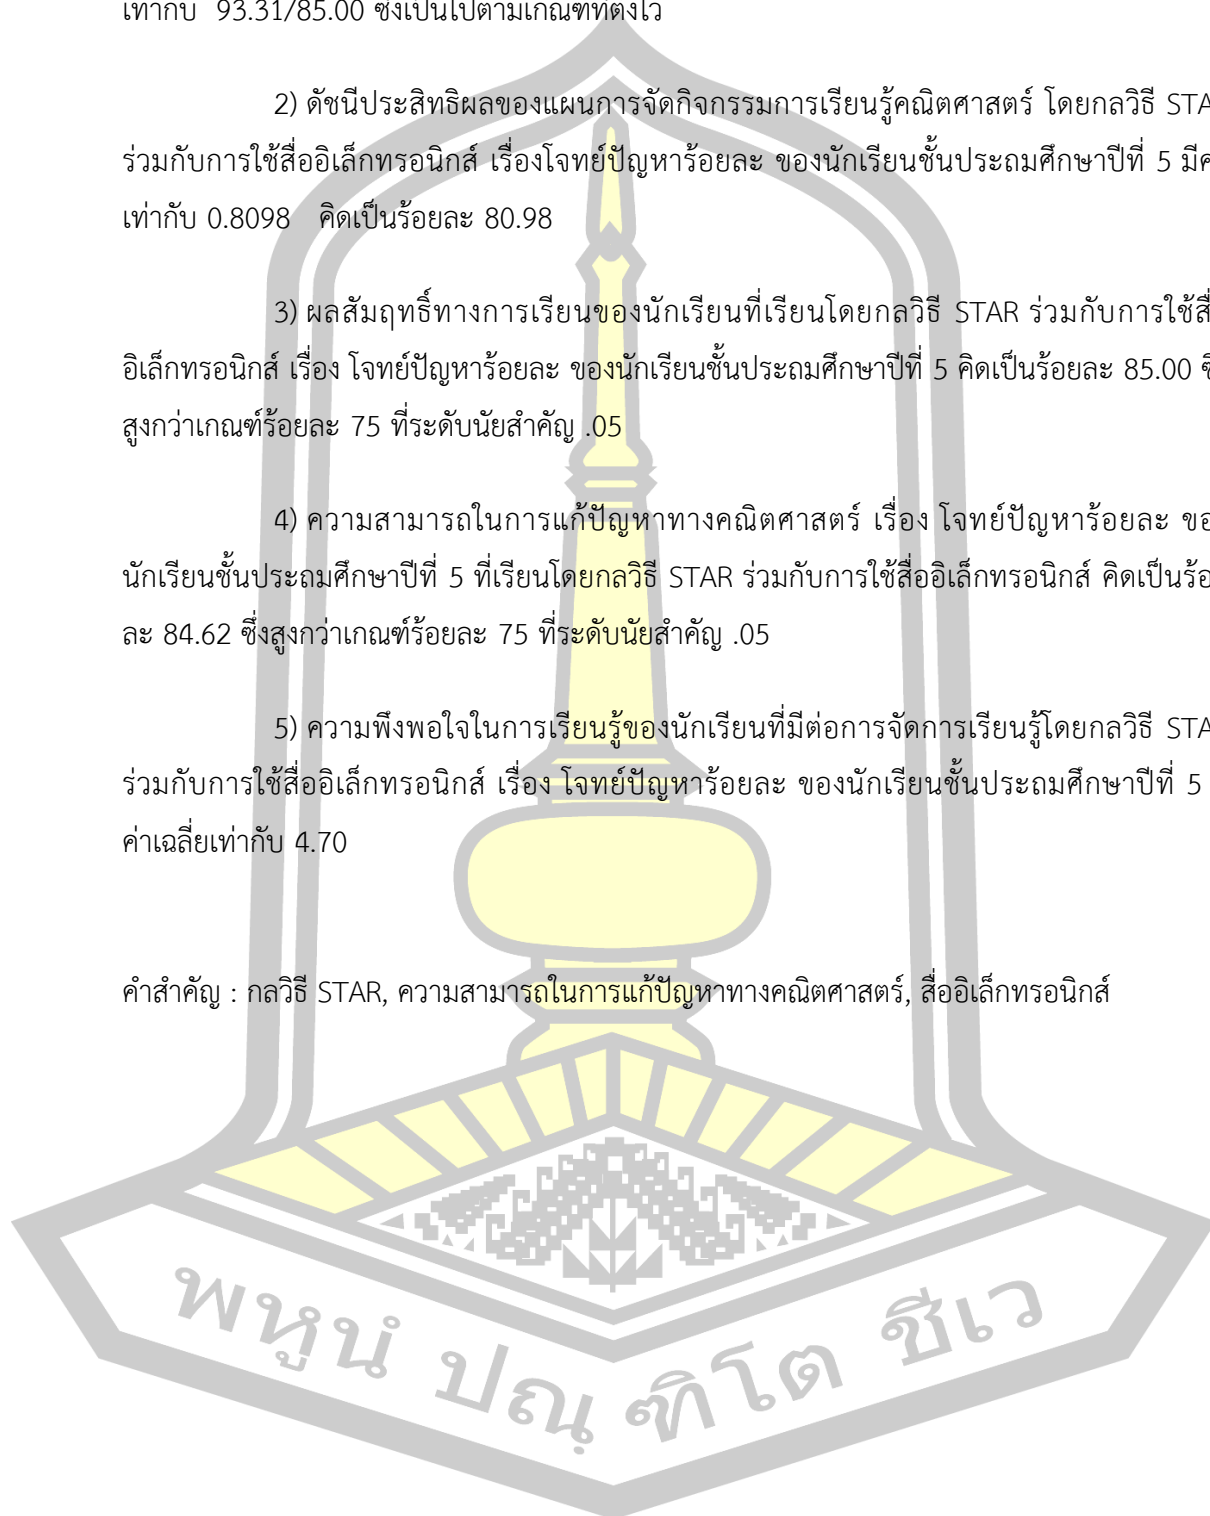 เท่ากับ 93.31/85.00 ซึ่งเป็นไปตามเกณฑ์ที่ตั้งไว้
2) ดัชนีประสิทธิผลของแผนการจัดกิจกรรมการเรียนรู้คณิตศาสตร์ โดยกลวิธี
ร่วมกับการใช้สื่ออิเล็กทรอนิกส์ เรื่องโจทย์ปัญหาร้อยละ ของนักเรียนชั้นประถมศึกษาปีที่ 5
เท่ากับ 0.8098 คิดเป็นร้อยละ 80.98
3) ผลสัมฤทธิ์ทางการเรียนของนักเรียนที่เรียนโดยกลวิธี STAR ร่วมกับการใช้
อิเล็กทรอนิกส์ เรื่อง โจทย์ปัญหาร้อยละ ของนักเรียนชั้นประถมศึกษาปีที่ 5 คิดเป็นร้อยละ 85.00
สูงกว่าเกณฑ์ร้อยละ 75 ที่ระดับนัยสำคัญ .05
4) ความสามารถในการแก้ปัญหาทางคณิตศาสตร์ เรื่อง โจทย์ปัญหาร้อยละ
นักเรียนชั้นประถมศึกษาปีที่ 5 ที่เรียนโดยกลวิธี STAR ร่วมกับการใช้สื่ออิเล็กทรอนิกส์ คิดเป็น
ละ 84.62 ซึ่งสูงกว่าเกณฑ์ร้อยละ 75 ที่ระดับนัยสำคัญ .05
5) ความพึงพอใจในการเรียนรู้ของนักเรียนที่มีต่อการจัดการเรียนรู้โดยกลวิธี
ร่วมกับการใช้สื่ออิเล็กทรอนิกส์ เรื่อง โจทย์ปัญหาร้อยละ ของนักเรียนชั้นประถมศึกษาปีที่ 5
ค่าเฉลี่ยเท่ากับ 4.70
คำสำคัญ : กลวิธี STAR, ความสามารถในการแก้ปัญหาทางคณิตศาสตร์, สื่ออิเล็กทรอนิกส์
พหูนํ ปณฺ ฑิโต ชีเว